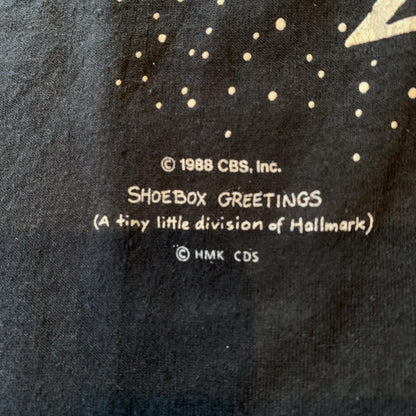 © 1988 CBS, Inc.
SHOEBOX GREETINGS
(A tiny little division of Hallmark)
© HMK CDS